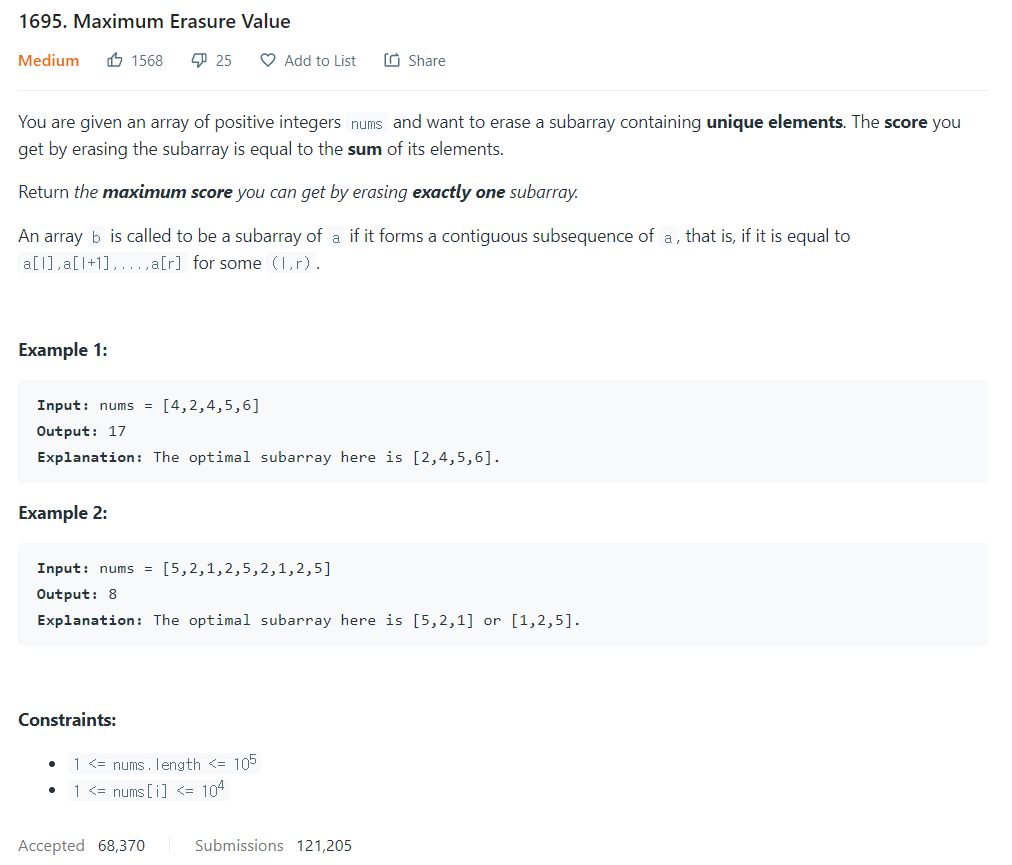 1695. Maximum Erasure Value
Medium 1568 25 Add to List Share
You are given an array of positive integers nums and want to erase a subarray containing unique elements. The score you
get by erasing the subarray is equal to the sum of its elements.
Return the maximum score you can get by erasing exactly one subarray.
An array b is called to be a subarray of a if it forms a contiguous subsequence of a, that is, if it is equal to
a[l],a[l+1],...,a[r] for some (l,r).
Example 1:
Input: nums = [4,2,4,5,6]
Output: 17
Explanation: The optimal subarray here is [2,4,5,6].
Example 2:
Input: nums = [5,2,1,2,5,2,1,2,5]
Output: 8
Explanation: The optimal subarray here is [5,2,1] or [1,2,5].
Constraints:
• 1 <= nums.length <= 10⁵
• 1 <= nums[i] <= 10⁴
Accepted 68,370 Submissions 121,205